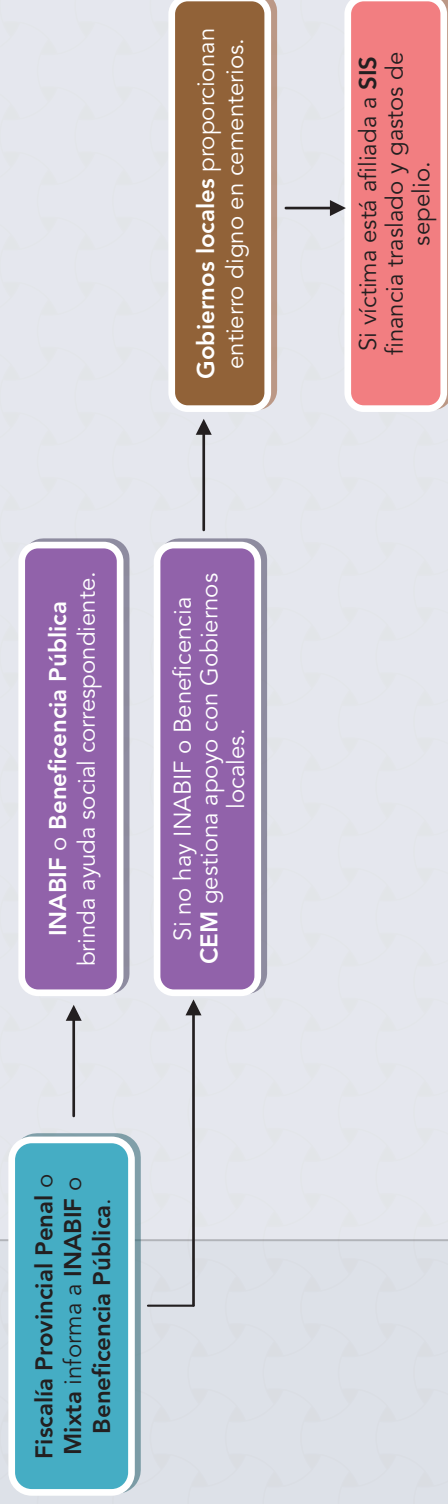 Fiscalía Provincial Penal o
Mixta informa a INABIF o
Beneficencia Pública.
INABIF o Beneficencia Pública
brinda ayuda social correspondiente.
Si no hay INABIF o Beneficencia
CEM gestiona apoyo con Gobiernos
locales.
Gobiernos locales proporcionan
entierro digno en cementerios.
Si víctima está afiliada a SIS
financia traslado y gastos de
sepelio.